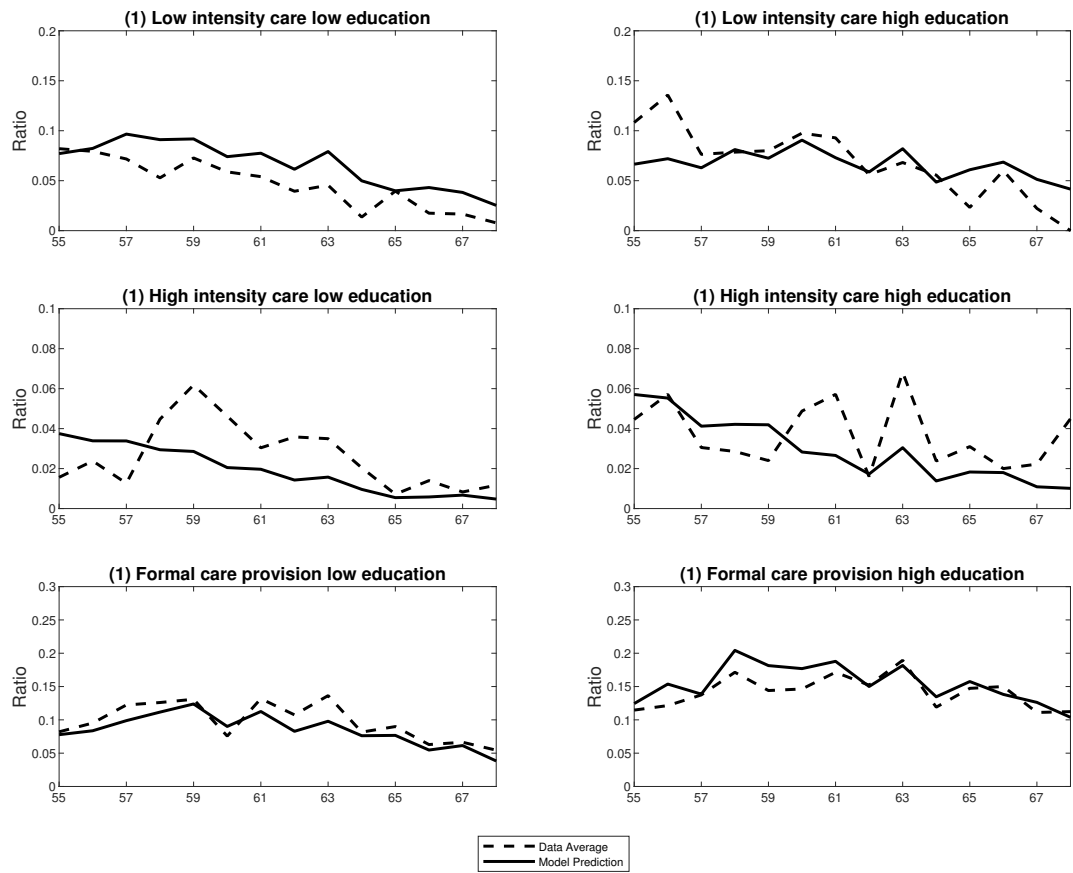 (1) Low intensity care low education
0.2
0.15
0.1
0.05
0
Ratio
55 57 59 61 63 65 67
(1) Low intensity care high education
0.2
0.15
0.1
0.05
0
Ratio
55 57 59 61 63 65 67
(1) High intensity care low education
0.1
0.08
0.06
0.04
0.02
0
Ratio
55 57 59 61 63 65 67
(1) High intensity care high education
0.1
0.08
0.06
0.04
0.02
0
Ratio
55 57 59 61 63 65 67
(1) Formal care provision low education
0.3
0.25
0.2
0.15
0.1
0.05
0
Ratio
55 57 59 61 63 65 67
(1) Formal care provision high education
0.3
0.25
0.2
0.15
0.1
0.05
0
Ratio
55 57 59 61 63 65 67
Data Average
Model Prediction